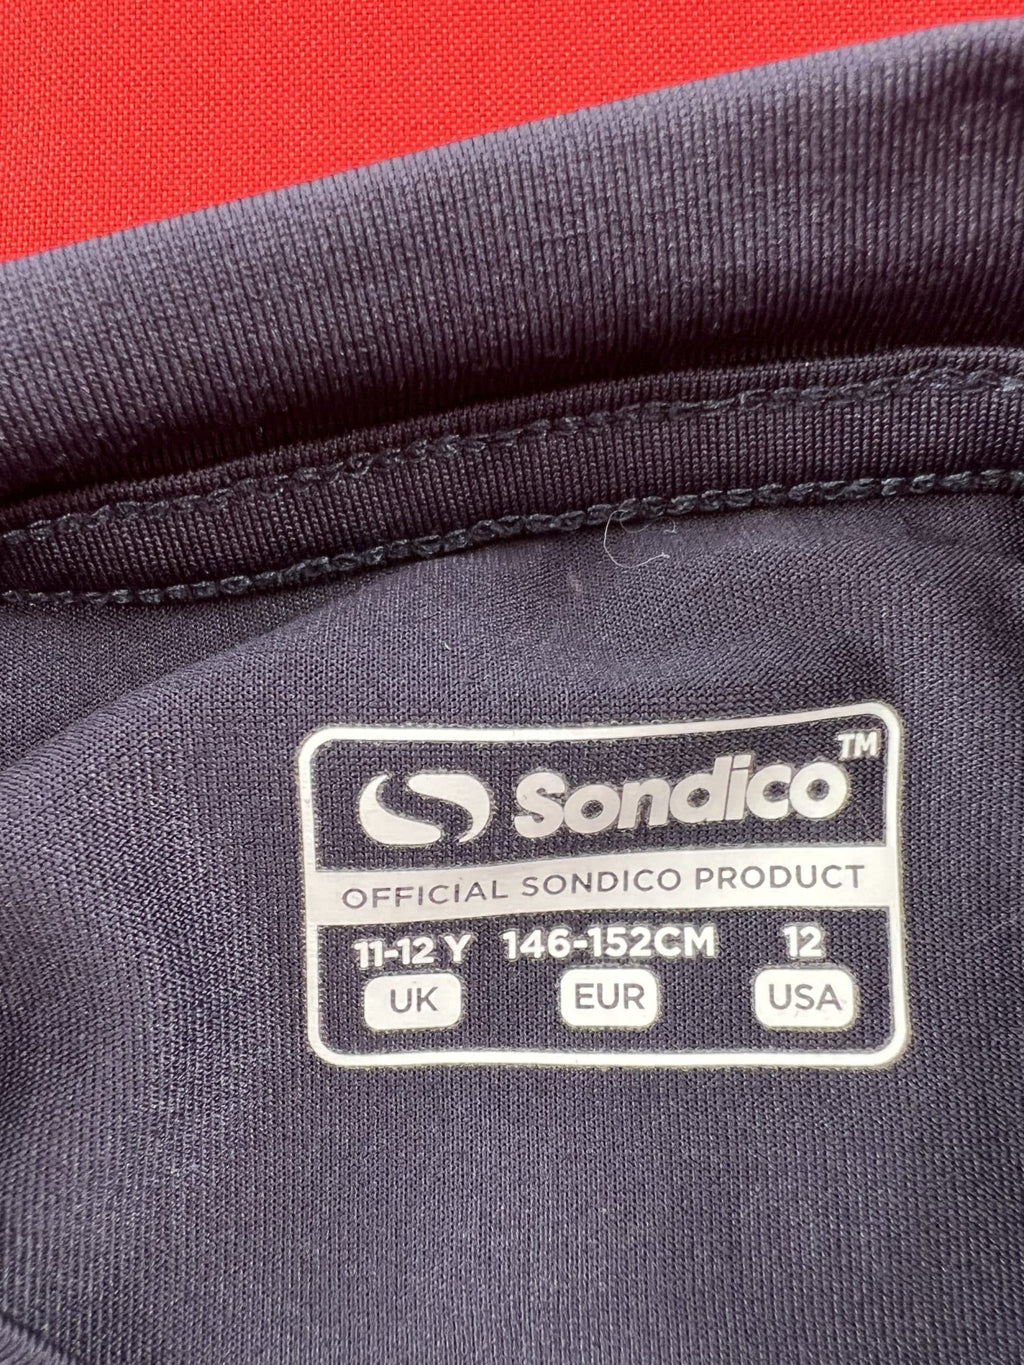 Sondico™
OFFICIAL SONDICO PRODUCT
11-12 Y 146-152CM 12
UK EUR USA